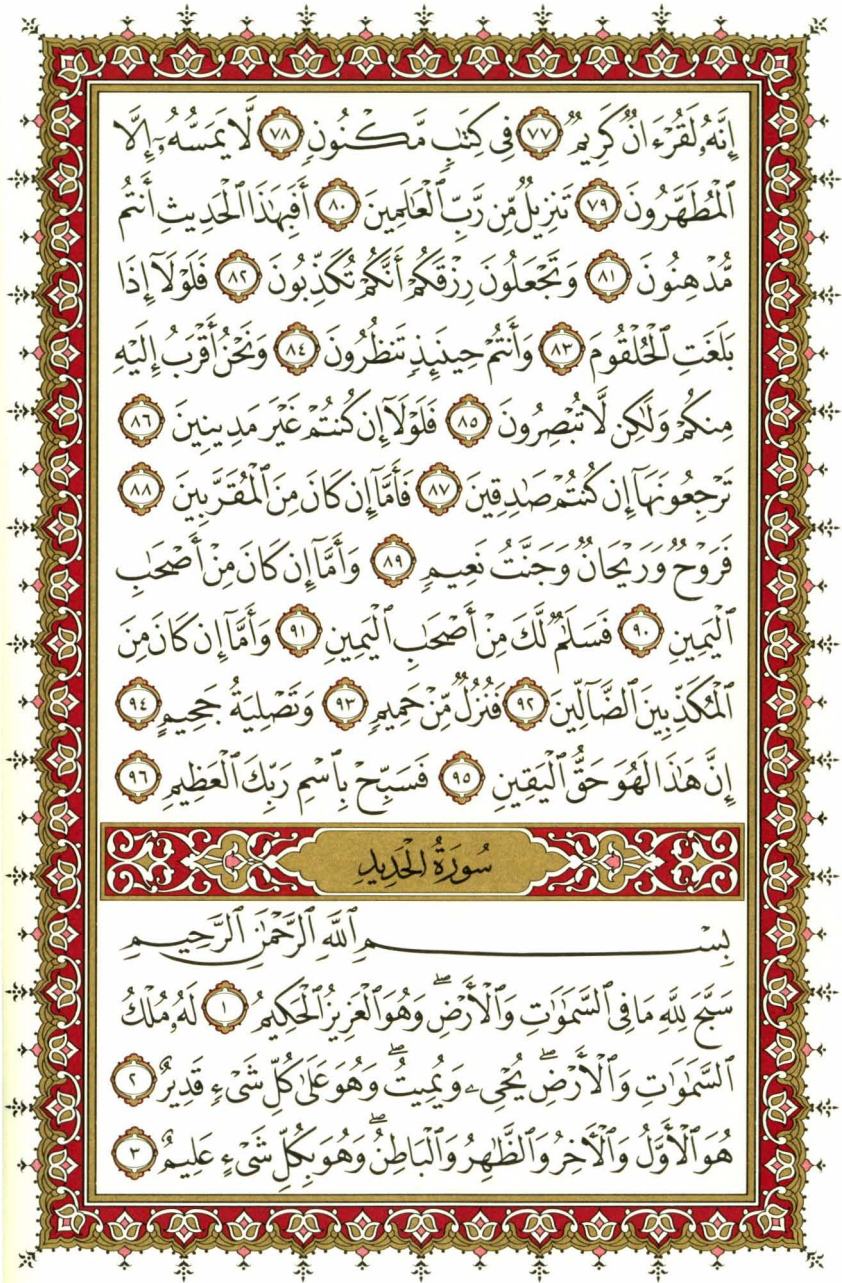 إِنَّهُۥ لَقُرْءَانٌ كَرِيمٌ ٧٧ فِى كِتَٰبٍ مَّكْنُونٍ ٧٨ لَّا يَمَسُّهُۥٓ إِلَّا
ٱلْمُطَهَّرُونَ ٧٩ تَنزِيلٌ مِّن رَّبِّ ٱلْعَٰلَمِينَ ٨٠ أَفَبِهَٰذَا ٱلْحَدِيثِ أَنتُم
مُّدْهِنُونَ ٨١ وَتَجْعَلُونَ رِزْقَكُمْ أَنَّكُمْ تُكَذِّبُونَ ٨٢ فَلَوْلَآ إِذَا
بَلَغَتِ ٱلْحُلْقُومَ ٨٣ وَأَنتُمْ حِينَئِذٍ تَنظُرُونَ ٨٤ وَنَحْنُ أَقْرَبُ إِلَيْهِ
مِنكُمْ وَلَٰكِن لَّا تُبْصِرُونَ ٨٥ فَلَوْلَآ إِن كُنتُمْ غَيْرَ مَدِينِينَ ٨٦
تَرْجِعُونَهَآ إِن كُنتُمْ صَٰدِقِينَ ٨٧ فَأَمَّآ إِن كَانَ مِنَ ٱلْمُقَرَّبِينَ ٨٨
فَرَوْحٌ وَرَيْحَانٌ وَجَنَّتُ نَعِيمٍ ٨٩ وَأَمَّآ إِن كَانَ مِنْ أَصْحَٰبِ
ٱلْيَمِينِ ٩٠ فَسَلَٰمٌ لَّكَ مِنْ أَصْحَٰبِ ٱلْيَمِينِ ٩١ وَأَمَّآ إِن كَانَ مِنَ
ٱلْمُكَذِّبِينَ ٱلضَّآلِّينَ ٩٢ فَنُزُلٌ مِّنْ حَمِيمٍ ٩٣ وَتَصْلِيَةُ جَحِيمٍ ٩٤
إِنَّ هَٰذَا لَهُوَ حَقُّ ٱلْيَقِينِ ٩٥ فَسَبِّحْ بِٱسْمِ رَبِّكَ ٱلْعَظِيمِ ٩٦
سُورَةُ الْحَدِيدِ
بِسْمِ ٱللَّهِ ٱلرَّحْمَٰنِ ٱلرَّحِيمِ
سَبَّحَ لِلَّهِ مَا فِى ٱلسَّمَٰوَٰتِ وَٱلْأَرْضِ ۖ وَهُوَ ٱلْعَزِيزُ ٱلْحَكِيمُ ١ لَهُۥ مُلْكُ
ٱلسَّمَٰوَٰتِ وَٱلْأَرْضِ ۖ يُحْىِۦ وَيُمِيتُ ۖ وَهُوَ عَلَىٰ كُلِّ شَىْءٍ قَدِيرٌ ٢
هُوَ ٱلْأَوَّلُ وَٱلْءَاخِرُ وَٱلظَّٰهِرُ وَٱلْبَاطِنُ ۖ وَهُوَ بِكُلِّ شَىْءٍ عَلِيمٌ ٣